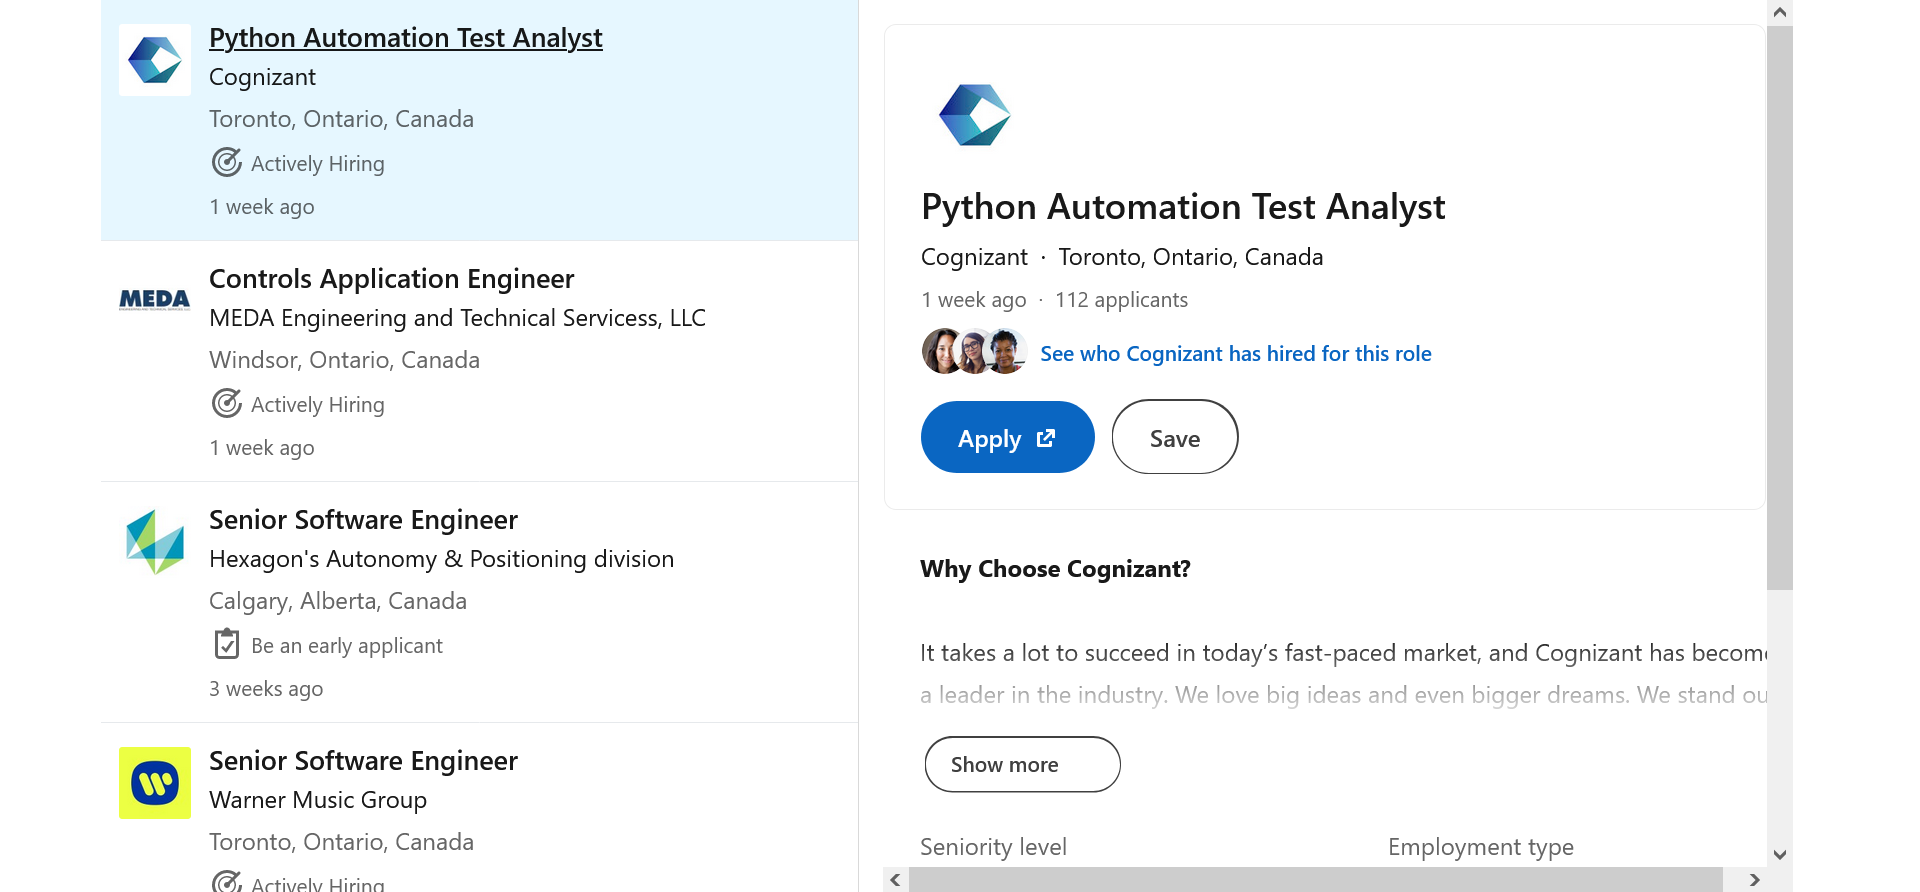 Python Automation Test Analyst
Cognizant
Toronto, Ontario, Canada
Actively Hiring
1 week ago
MEDA
Controls Application Engineer
MEDA Engineering and Technical Servicess, LLC
Windsor, Ontario, Canada
Actively Hiring
1 week ago
Senior Software Engineer
Hexagon's Autonomy & Positioning division
Calgary, Alberta, Canada
Be an early applicant
3 weeks ago
Senior Software Engineer
Warner Music Group
Toronto, Ontario, Canada
Actively Hiring
Python Automation Test Analyst
Cognizant · Toronto, Ontario, Canada
1 week ago · 112 applicants
See who Cognizant has hired for this role
Apply
Save
Why Choose Cognizant?
It takes a lot to succeed in today’s fast-paced market, and Cognizant has become
a leader in the industry. We love big ideas and even bigger dreams. We stand ou
Show more
Seniority level
Employment type